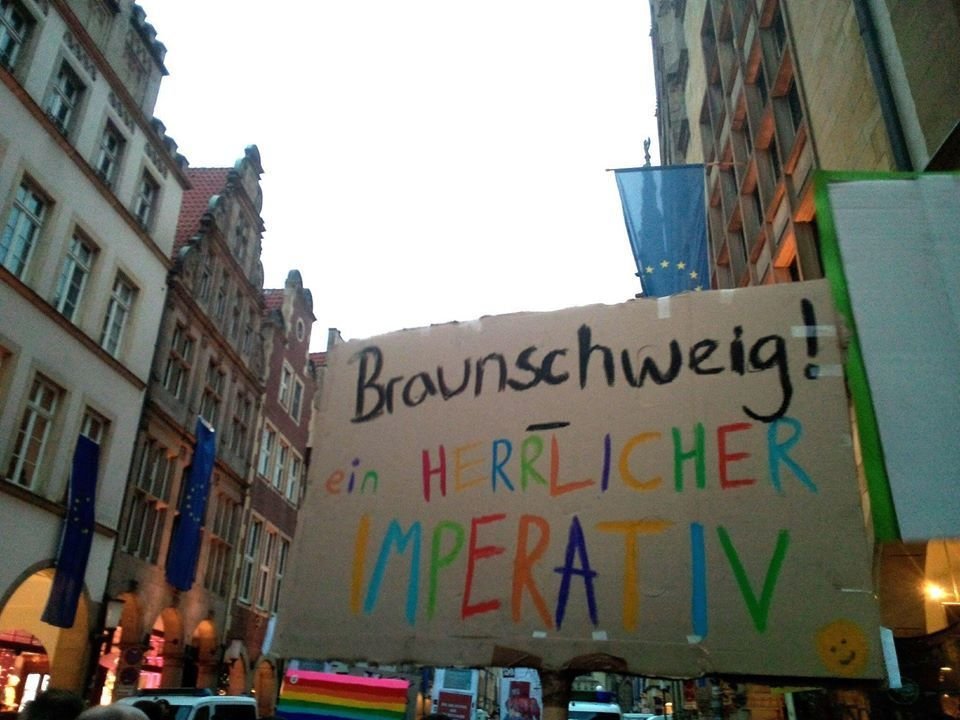 Braunschweig!
ein HERRLICHER
IMPERATIV